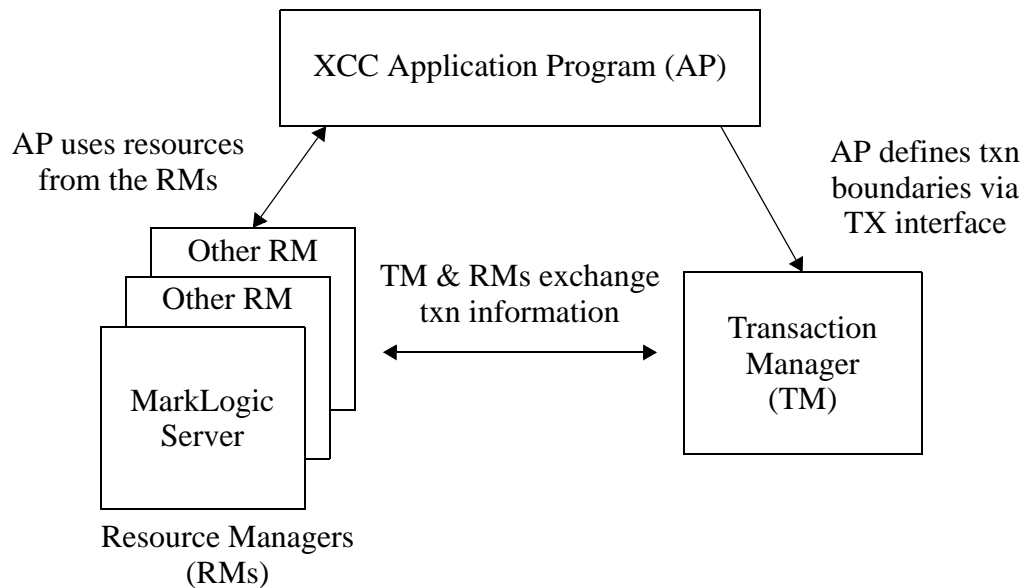 XCC Application Program (AP)
AP uses resources
from the RMs
AP defines txn
boundaries via
TX interface
Other RM
Other RM
MarkLogic
Server
TM & RMs exchange
txn information
Transaction
Manager
(TM)
Resource Managers
(RMs)